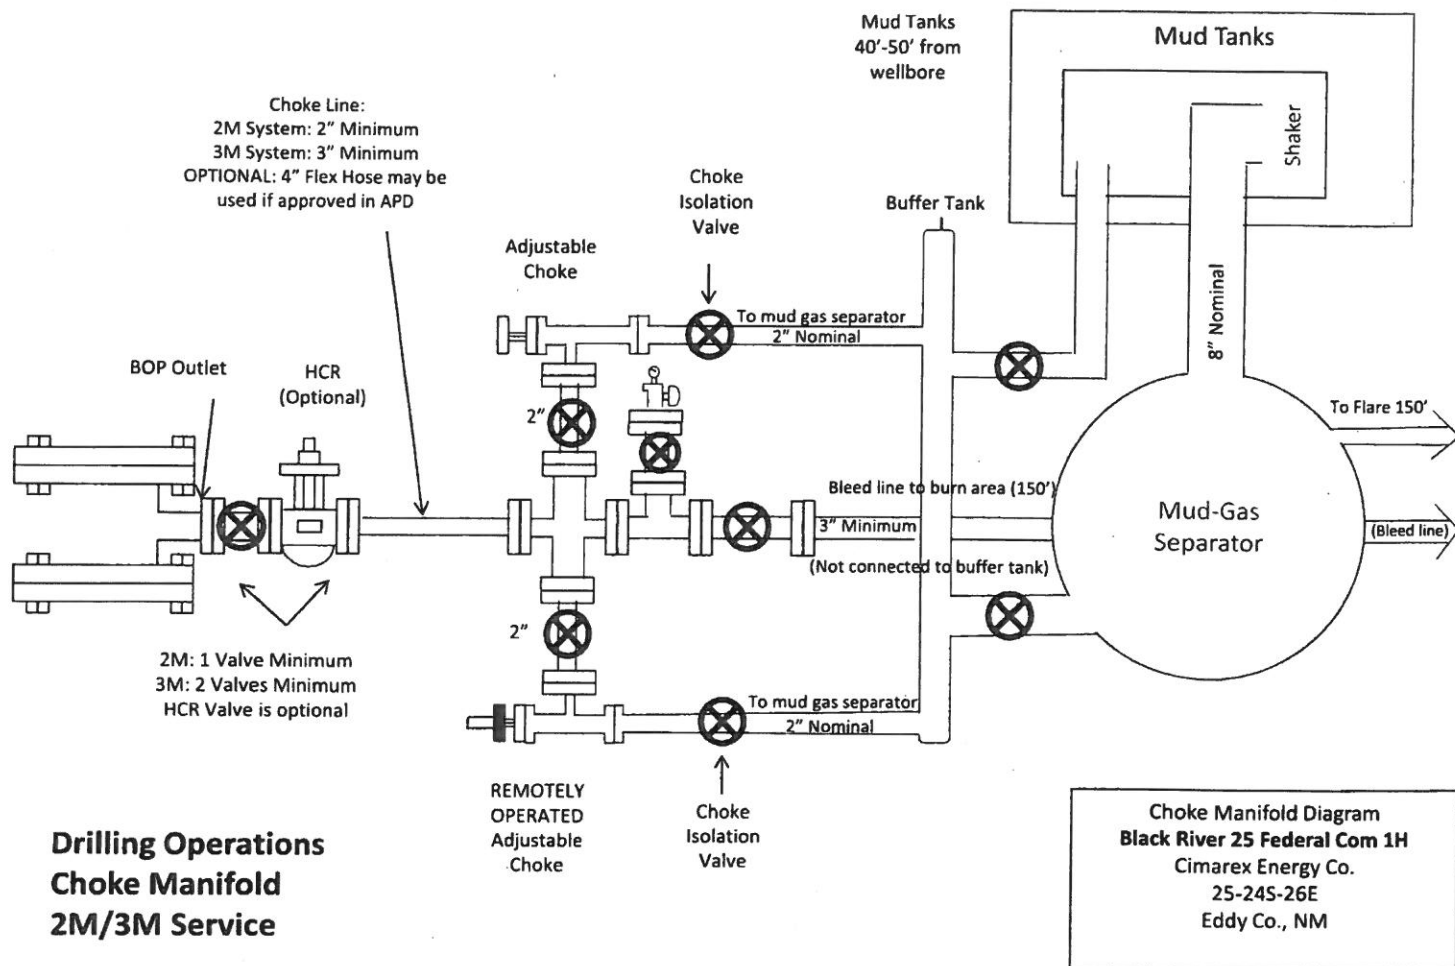 Mud Tanks
40’-50’ from
wellbore
Mud Tanks
Shaker
Choke Line:
2M System: 2” Minimum
3M System: 3” Minimum
OPTIONAL: 4” Flex Hose may be
used if approved in APD
Choke
Isolation
Valve
Buffer Tank
Adjustable
Choke
8” Nominal
To mud gas separator
2” Nominal
BOP Outlet
HCR
(Optional)
2”
To Flare 150’
Bleed line to burn area (150’)
3” Minimum
(Not connected to buffer tank)
Mud-Gas
Separator
(Bleed line)
2”
2M: 1 Valve Minimum
3M: 2 Valves Minimum
HCR Valve is optional
To mud gas separator
2” Nominal
REMOTELY
OPERATED
Adjustable
Choke
Choke
Isolation
Valve
Drilling Operations
Choke Manifold
2M/3M Service
Choke Manifold Diagram
Black River 25 Federal Com 1H
Cimarex Energy Co.
25-24S-26E
Eddy Co., NM